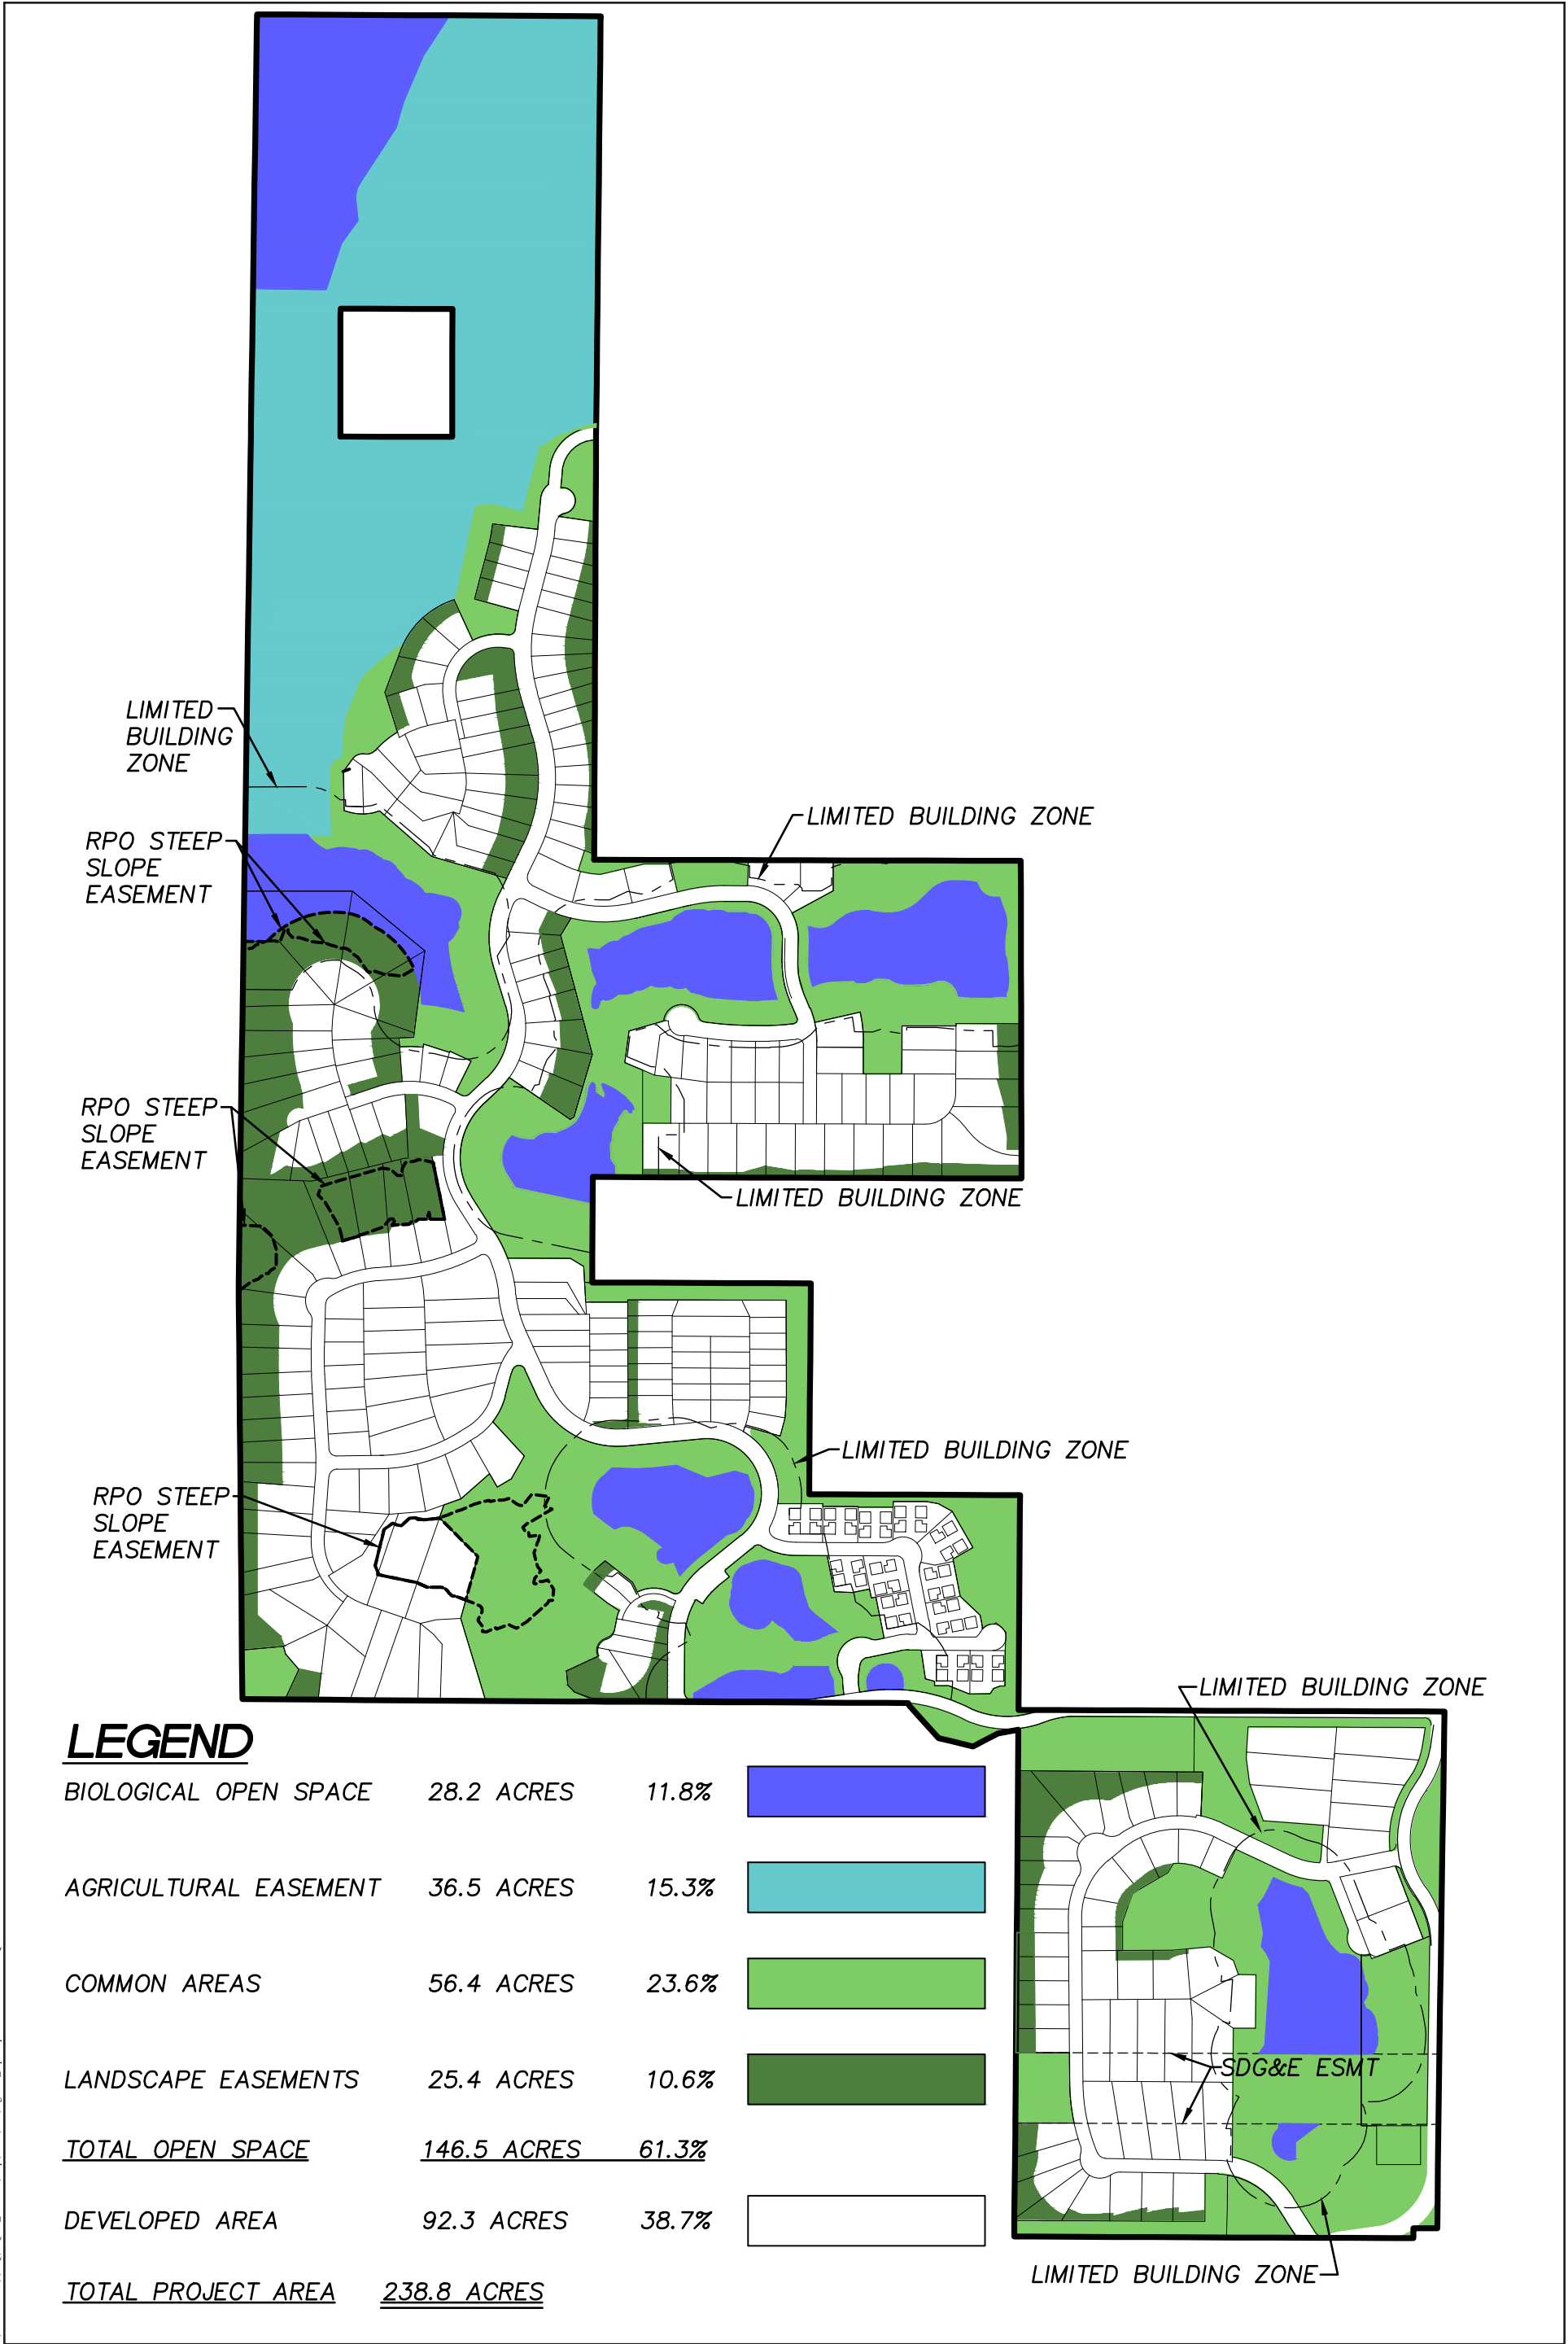 LIMITED
BUILDING
ZONE
RPO STEEP
SLOPE
EASEMENT
LIMITED BUILDING ZONE
RPO STEEP
SLOPE
EASEMENT
LIMITED BUILDING ZONE
LIMITED BUILDING ZONE
RPO STEEP
SLOPE
EASEMENT
LIMITED BUILDING ZONE
LEGEND
BIOLOGICAL OPEN SPACE 28.2 ACRES 11.8%
AGRICULTURAL EASEMENT 36.5 ACRES 15.3%
COMMON AREAS 56.4 ACRES 23.6%
LANDSCAPE EASEMENTS 25.4 ACRES 10.6%
TOTAL OPEN SPACE 146.5 ACRES 61.3%
DEVELOPED AREA 92.3 ACRES 38.7%
TOTAL PROJECT AREA 238.8 ACRES
SDG&E ESMT
LIMITED BUILDING ZONE